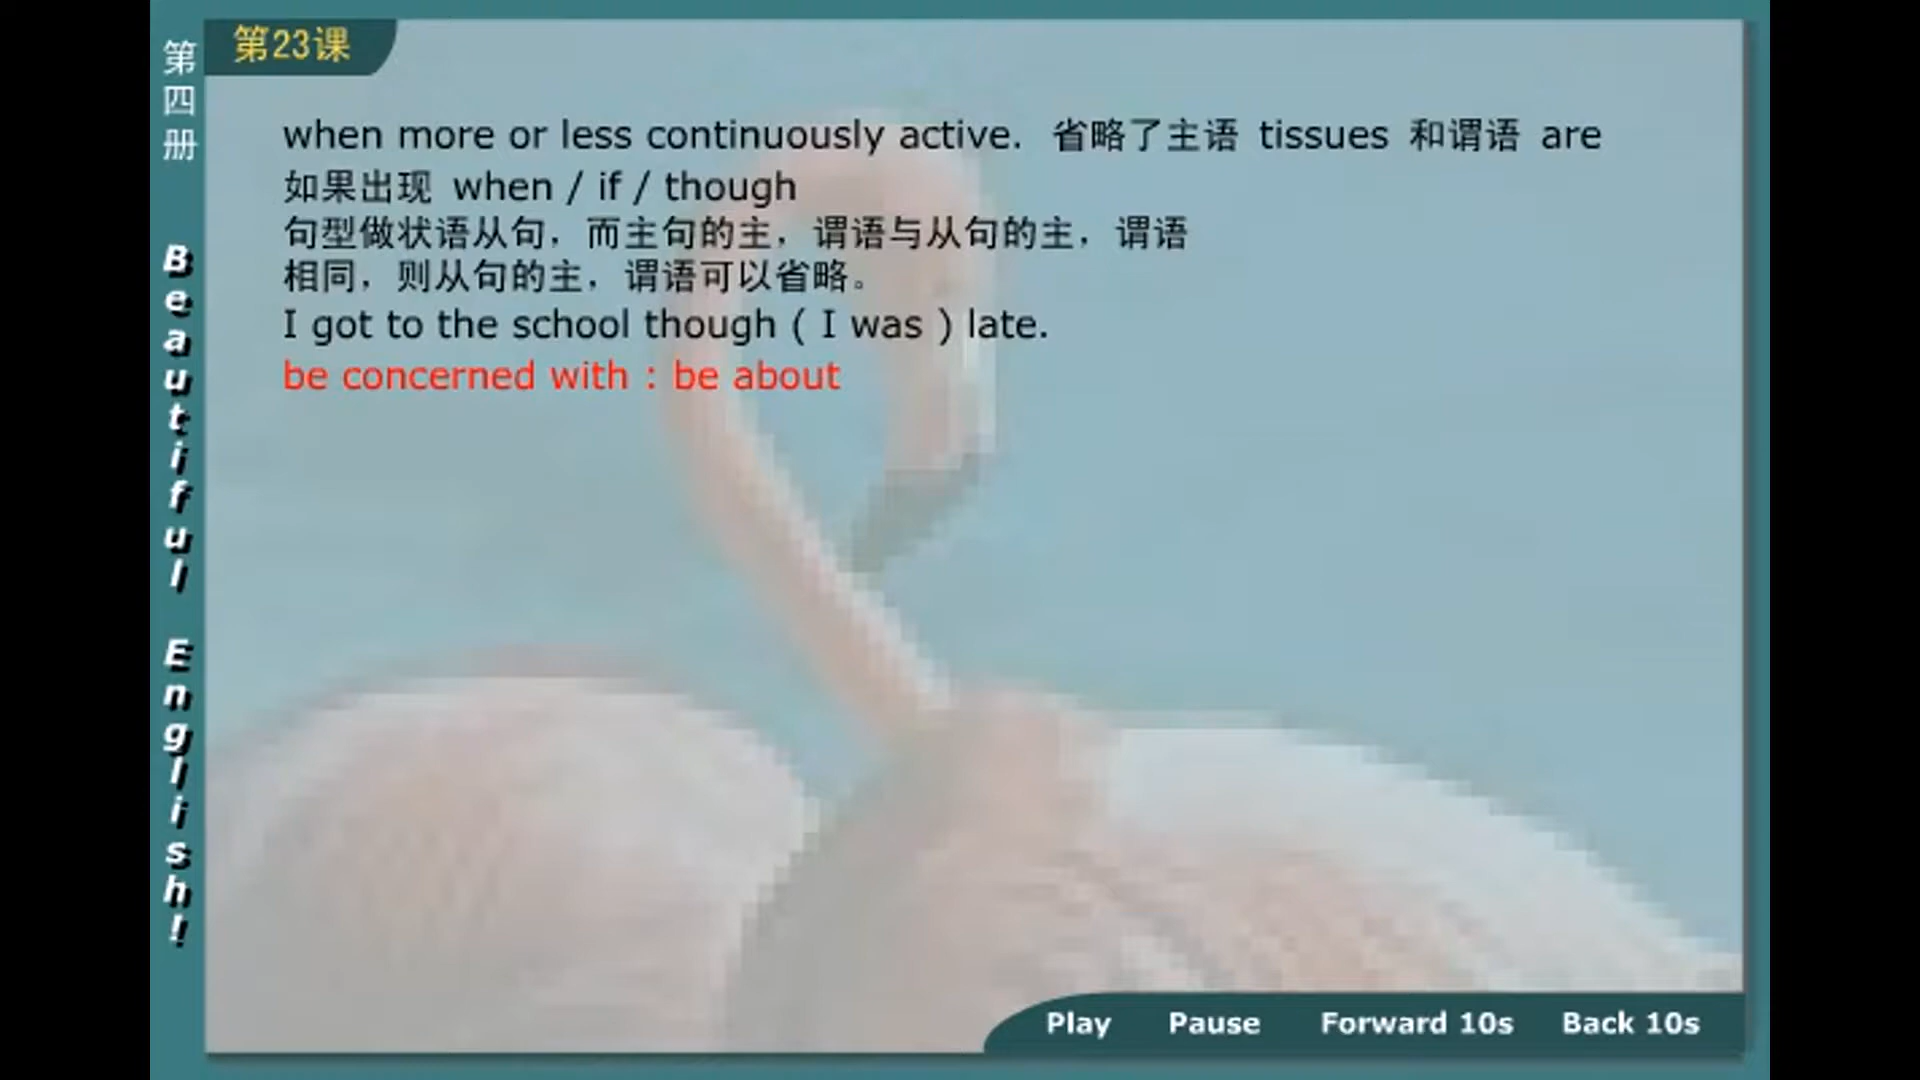 第四册 Beautiful English!
第23课
when more or less continuously active. 省略了主语 tissues 和谓语 are
如果出现 when / if / though
句型做状语从句，而主句的主，谓语与从句的主，谓语
相同，则从句的主，谓语可以省略。
I got to the school though ( I was ) late.
be concerned with : be about
Play Pause Forward 10s Back 10s